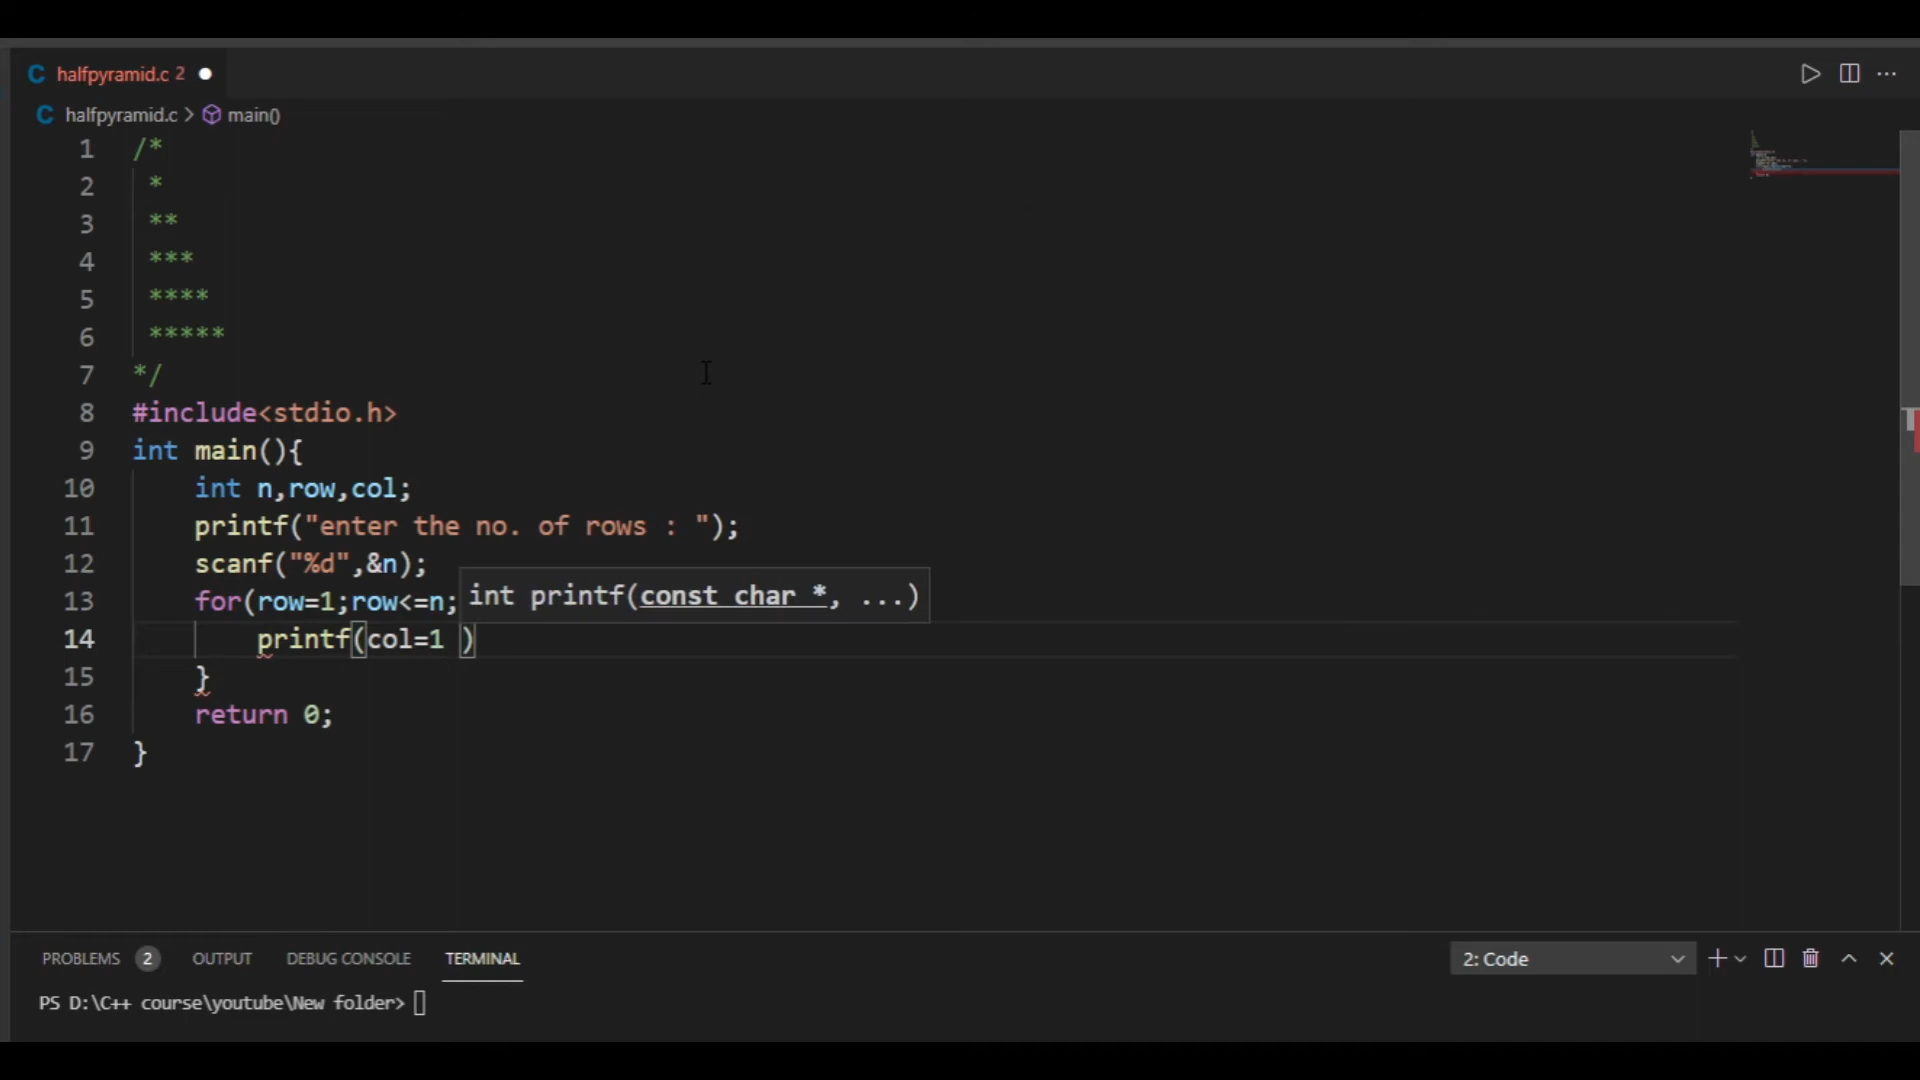 halfpyramid.c 2
halfpyramid.c > main()
1 /*
2 *
3 **
4 ***
5 ****
6 *****
7 */
8 #include<stdio.h>
9 int main(){
10 int n,row,col;
11 printf("enter the no. of rows : ");
12 scanf("%d",&n);
13 for(row=1;row<=n;
int printf(const char *, ...)
14 printf(col=1 )
15 }
16 return 0;
17 }
PROBLEMS 2 OUTPUT DEBUG CONSOLE TERMINAL 2: Code
PS D:\C++ course\youtube\New folder>